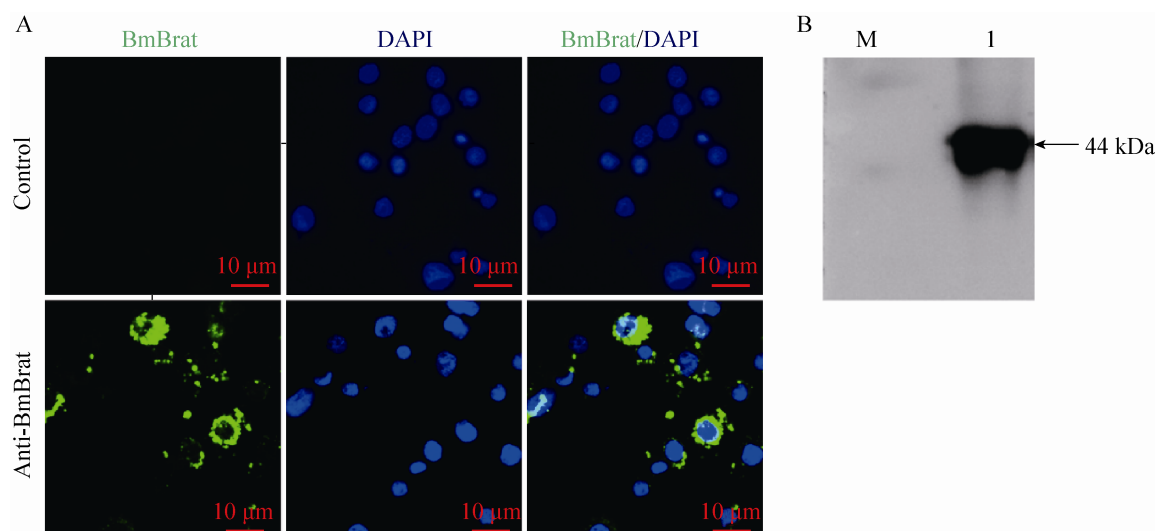 A
BmBrat
DAPI
BmBrat/DAPI
B
M
1
Control
10 μm
10 μm
10 μm
44 kDa
Anti-BmBrat
10 μm
10 μm
10 μm